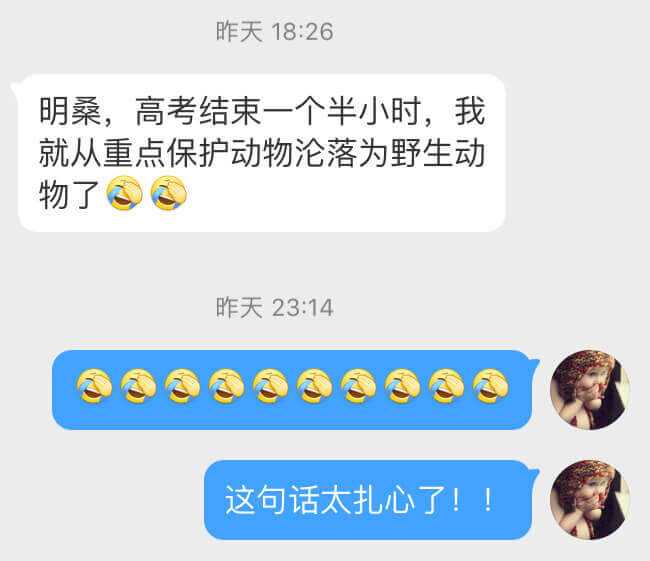 昨天 18:26
明桑，高考结束一个半小时，我
就从重点保护动物沦落为野生动
物了🤣🤣
昨天 23:14
🤣🤣🤣🤣🤣🤣🤣🤣🤣🤣
这句话太扎心了！！